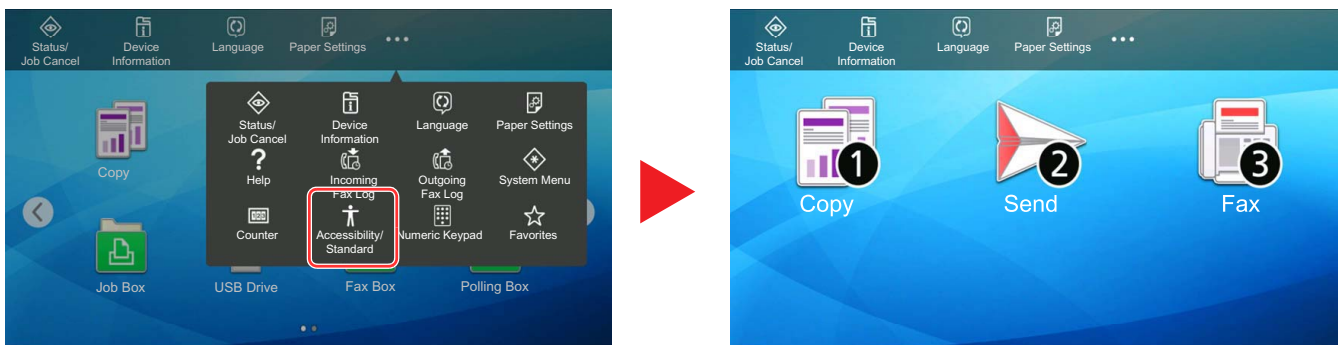 Status/
Job Cancel
Device
Information
Language
Paper Settings
Status/
Job Cancel
Device
Information
Language
Paper Settings
Help
Incoming
Fax Log
Outgoing
Fax Log
System Menu
Counter
Accessibility/
Standard
Numeric Keypad
Favorites
Copy
Job Box
USB Drive
Fax Box
Polling Box
Status/
Job Cancel
Device
Information
Language
Paper Settings
1
2
3
Copy
Send
Fax